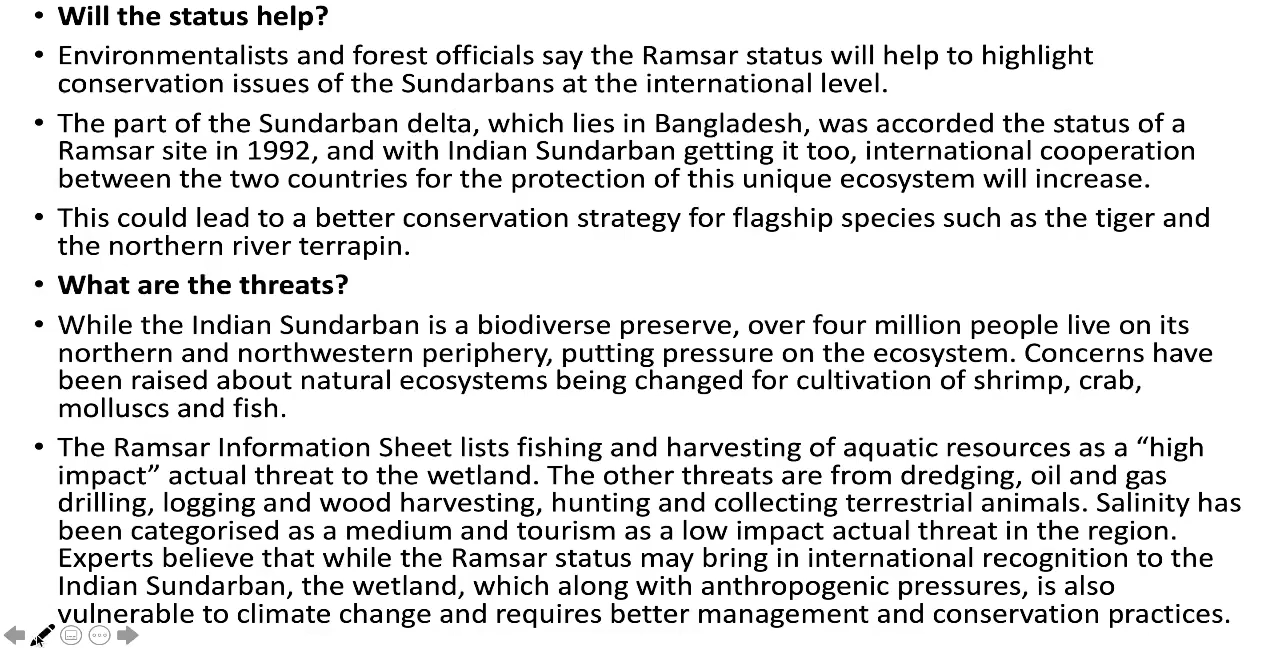 • Will the status help?
• Environmentalists and forest officials say the Ramsar status will help to highlight
conservation issues of the Sundarbans at the international level.
• The part of the Sundarban delta, which lies in Bangladesh, was accorded the status of a
Ramsar site in 1992, and with Indian Sundarban getting it too, international cooperation
between the two countries for the protection of this unique ecosystem will increase.
• This could lead to a better conservation strategy for flagship species such as the tiger and
the northern river terrapin.
• What are the threats?
• While the Indian Sundarban is a biodiverse preserve, over four million people live on its
northern and northwestern periphery, putting pressure on the ecosystem. Concerns have
been raised about natural ecosystems being changed for cultivation of shrimp, crab,
molluscs and fish.
• The Ramsar Information Sheet lists fishing and harvesting of aquatic resources as a “high
impact” actual threat to the wetland. The other threats are from dredging, oil and gas
drilling, logging and wood harvesting, hunting and collecting terrestrial animals. Salinity has
been categorised as a medium and tourism as a low impact actual threat in the region.
Experts believe that while the Ramsar status may bring in international recognition to the
Indian Sundarban, the wetland, which along with anthropogenic pressures, is also
vulnerable to climate change and requires better management and conservation practices.